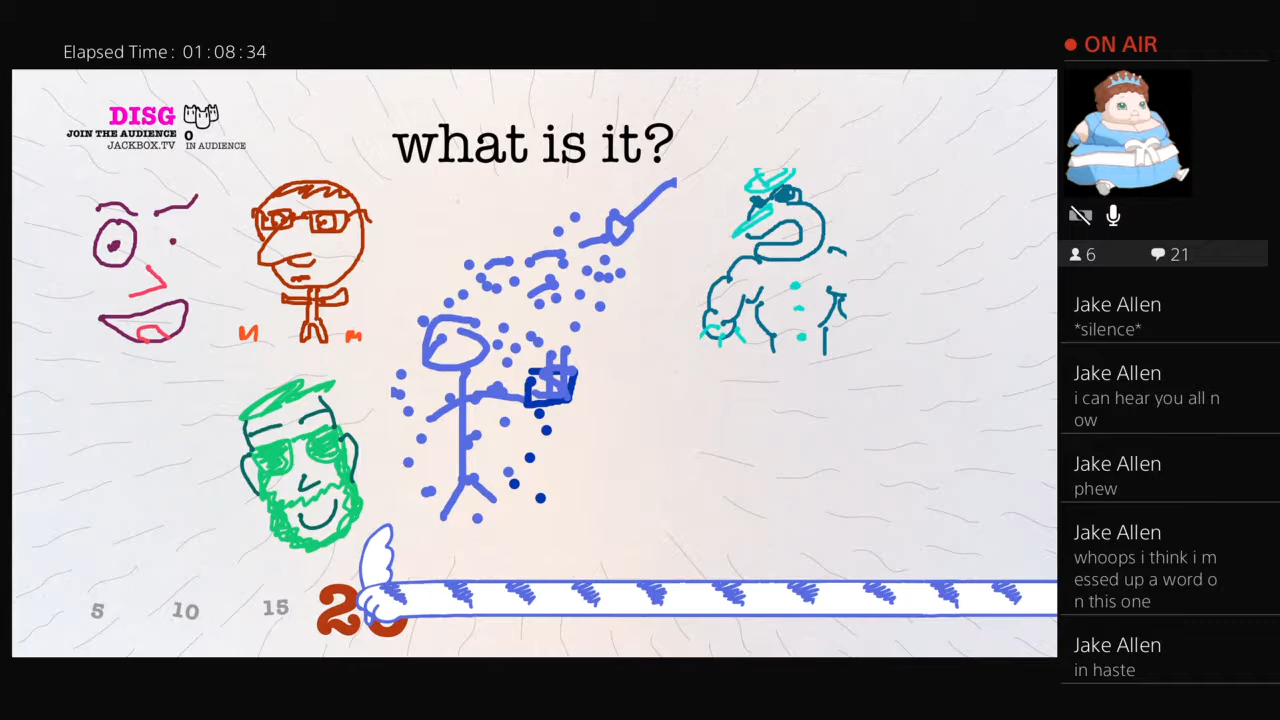 Elapsed Time: 01:08:34
ON AIR
DISG
JOIN THE AUDIENCE 0
JACKBOX.TV IN AUDIENCE
what is it?
6 21
Jake Allen
*silence*
Jake Allen
i can hear you all n
ow
Jake Allen
phew
Jake Allen
whoops i think i m
essed up a word o
n this one
Jake Allen
in haste
5 10 15 20